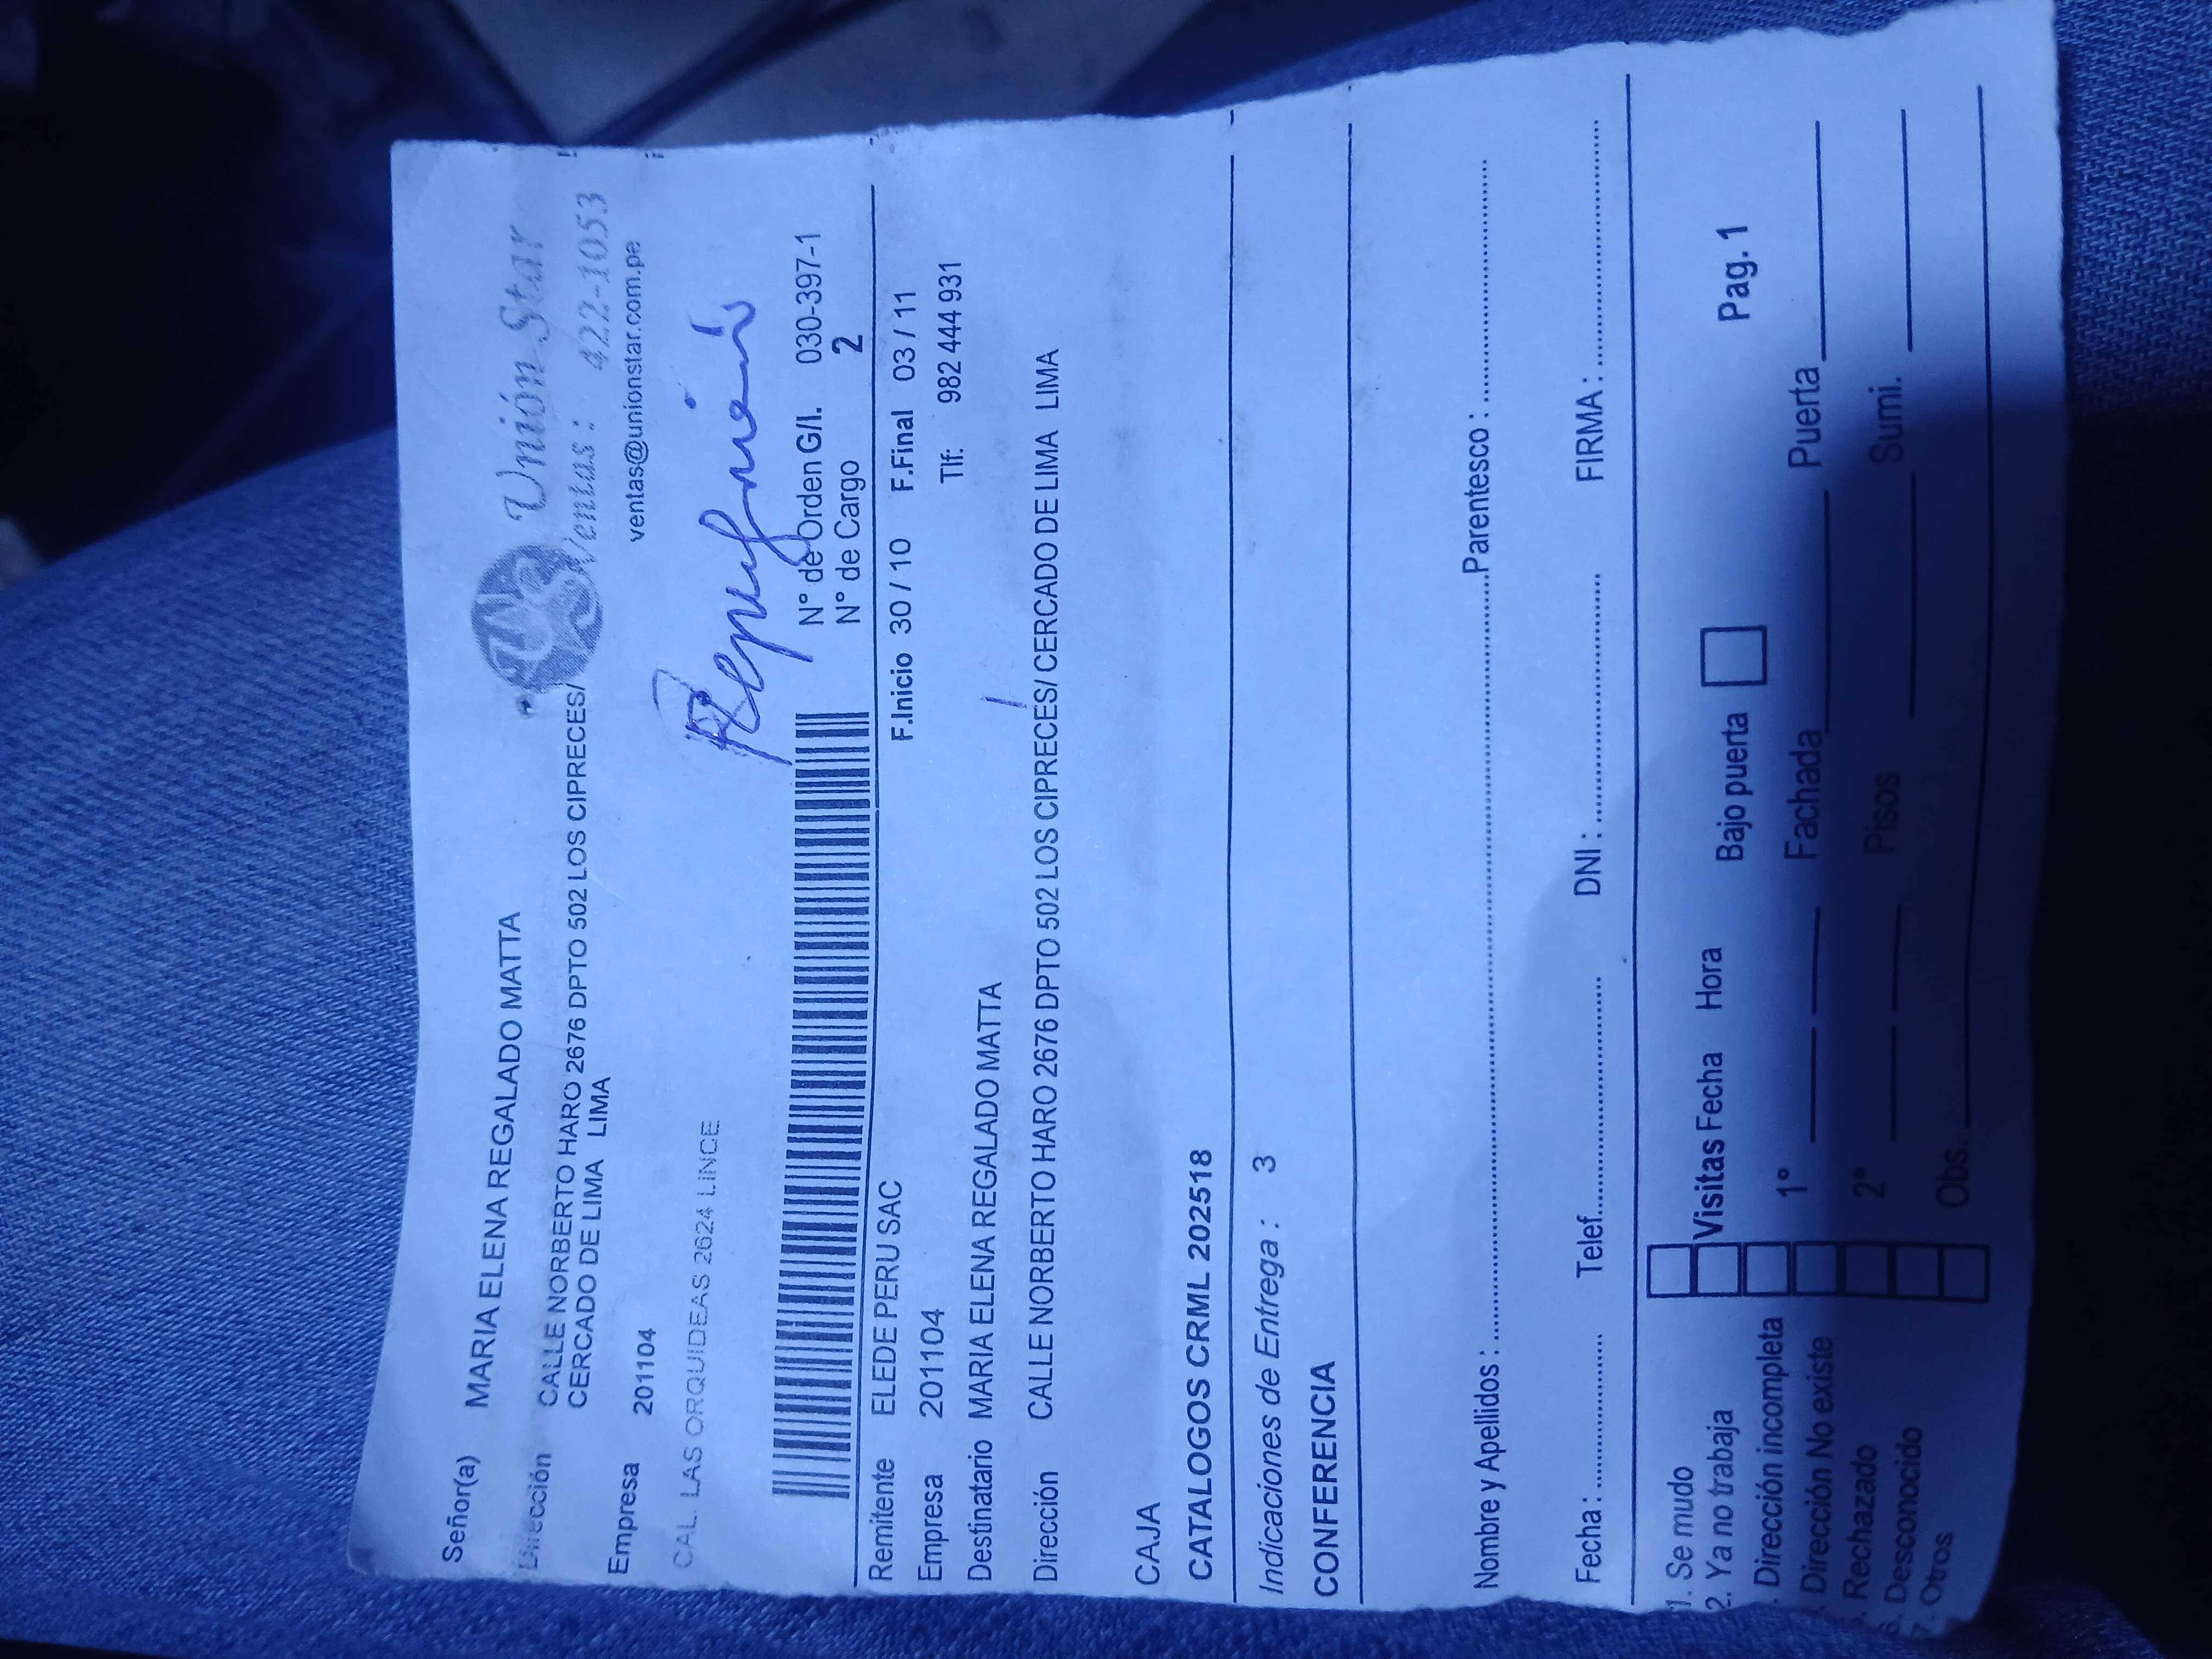 Señor(a) MARIA ELENA REGALADO MATTA
Unión Star
Dirección CALLE NORBERTO HARO 2676 DPTO 502 LOS CIPRECES/
CERCADO DE LIMA LIMA
Ventas: 422-1053
ventas@unionstar.com.pe
Empresa 201104
CAL. LAS ORQUIDEAS 2624 LINCE
N° de Orden G/I. 030-397-1
N° de Cargo 2
Remitente ELEDE PERU SAC
F.Inicio 30 / 10 F.Final 03 / 11
Empresa 201104
Tlf: 982 444 931
Destinatario MARIA ELENA REGALADO MATTA
Dirección CALLE NORBERTO HARO 2676 DPTO 502 LOS CIPRECES/ CERCADO DE LIMA LIMA
CAJA
CATALOGOS CRML 202518
Indicaciones de Entrega : 3
CONFERENCIA
Nombre y Apellidos : Parentesco :
Fecha : Telef. DNI : FIRMA :
1. Se mudo
2. Ya no trabaja Visitas Fecha Hora Bajo puerta Pag. 1
. Dirección incompleta
. Dirección No existe 1° Fachada Puerta
. Rechazado 2° Pisos Sumi.
6. Desconocido
7. Otros Obs.